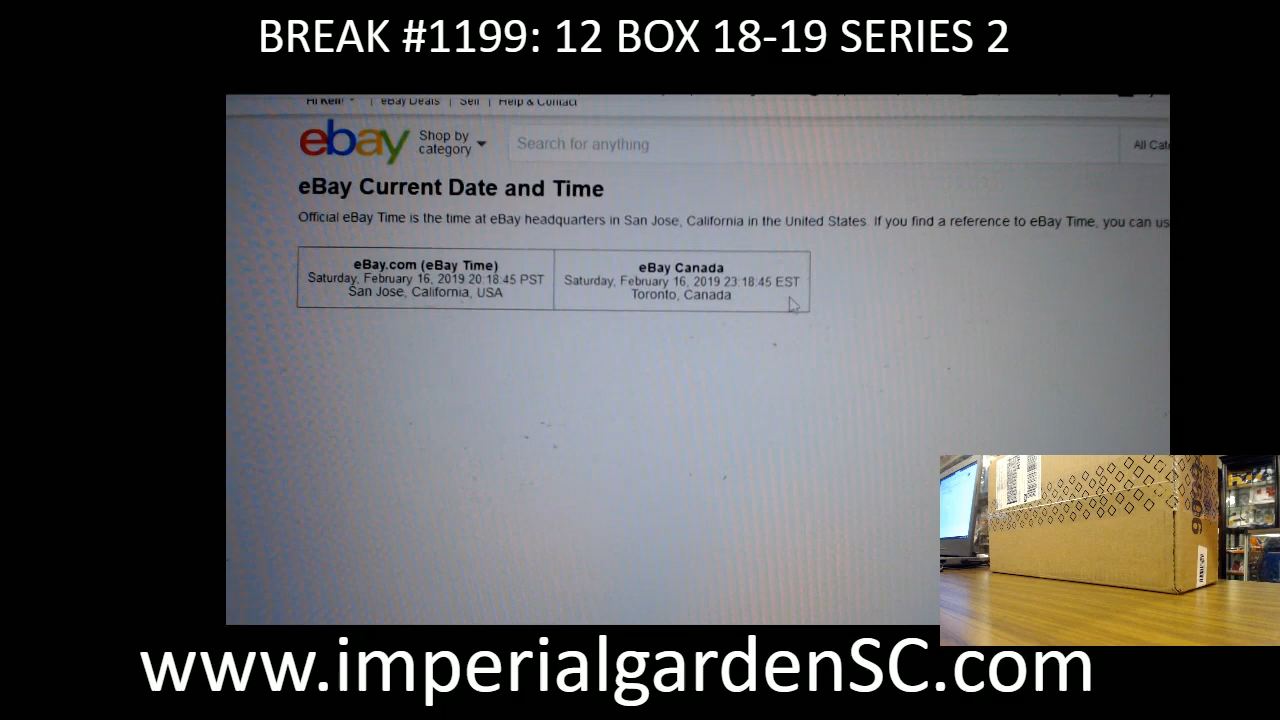 BREAK #1199: 12 BOX 18-19 SERIES 2
Hi Kell! | eBay Deals | Sell | Help & Contact
ebay
Shop by
category
Search for anything
All Cat
eBay Current Date and Time
Official eBay Time is the time at eBay headquarters in San Jose, California in the United States. If you find a reference to eBay Time, you can us
eBay.com (eBay Time)
Saturday, February 16, 2019 20:18:45 PST
San Jose, California, USA
eBay Canada
Saturday, February 16, 2019 23:18:45 EST
Toronto, Canada
www.imperialgardenSC.com